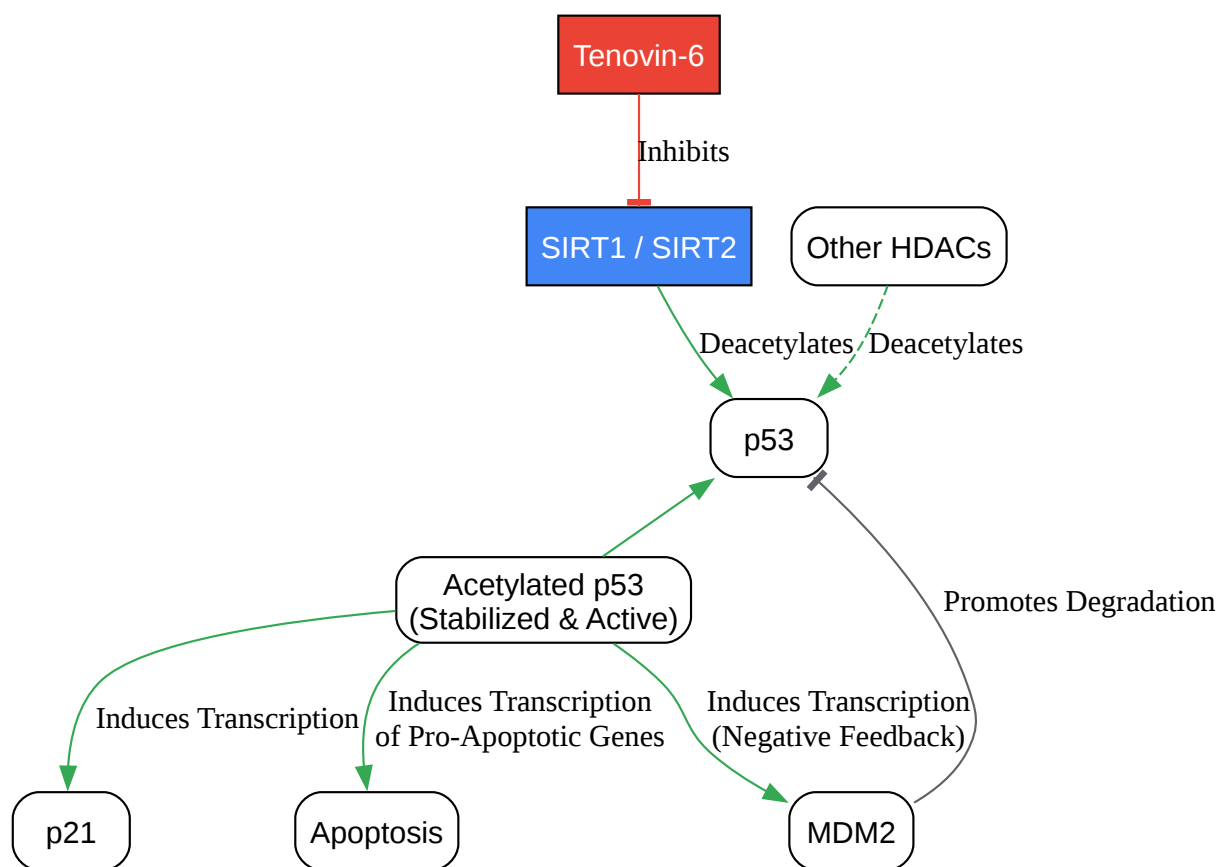 Tenovin-6
Inhibits
SIRT1 / SIRT2
Other HDACs
Deacetylates
Deacetylates
p53
Acetylated p53
(Stabilized & Active)
Promotes Degradation
Induces Transcription
Induces Transcription
of Pro-Apoptotic Genes
Induces Transcription
(Negative Feedback)
p21
Apoptosis
MDM2